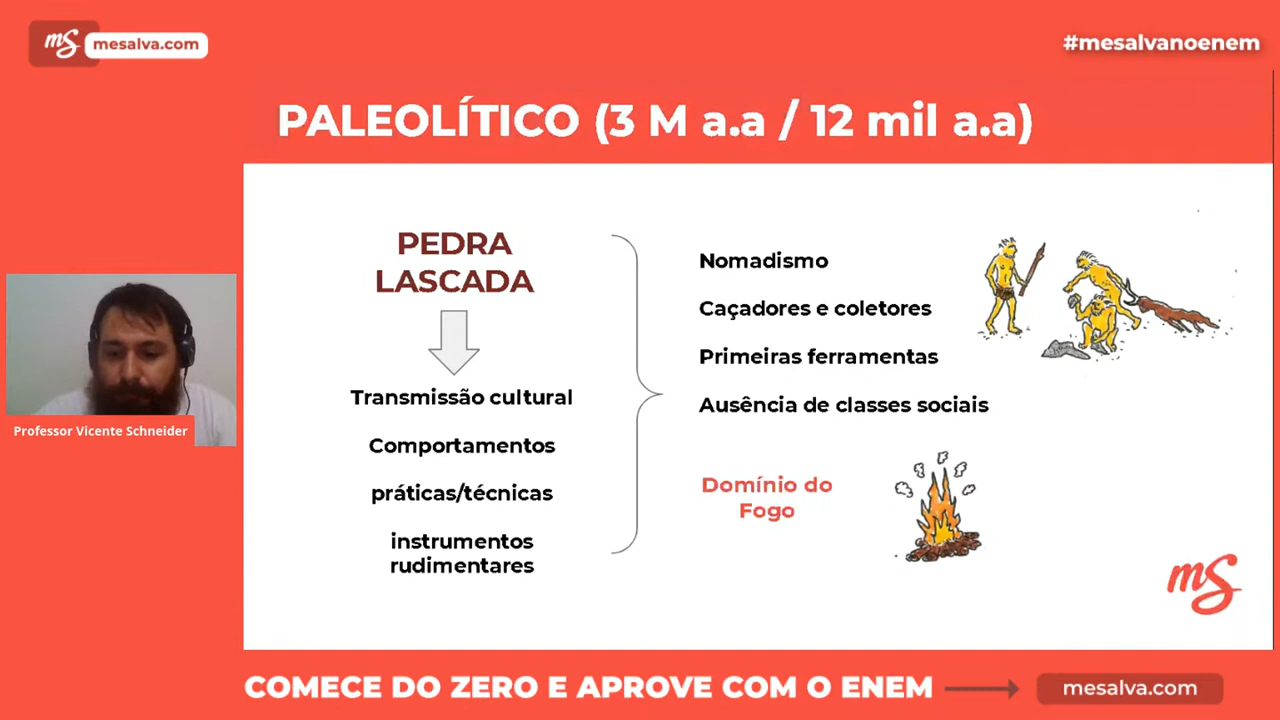 mS mesalva.com
#mesalvanoenem
PALEOLÍTICO (3 M a.a / 12 mil a.a)
PEDRA
LASCADA
Transmissão cultural
Comportamentos
práticas/técnicas
instrumentos
rudimentares
Nomadismo
Caçadores e coletores
Primeiras ferramentas
Ausência de classes sociais
Domínio do
Fogo
Professor Vicente Schneider
mS
COMECE DO ZERO E APROVE COM O ENEM
mesalva.com